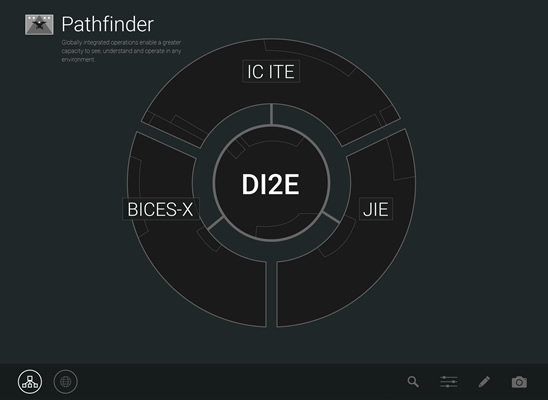 Pathfinder
Globally integrated operations enable a greater
capacity to see, understand and operate in any
environment
IC ITE
DI2E
BICES-X
JIE